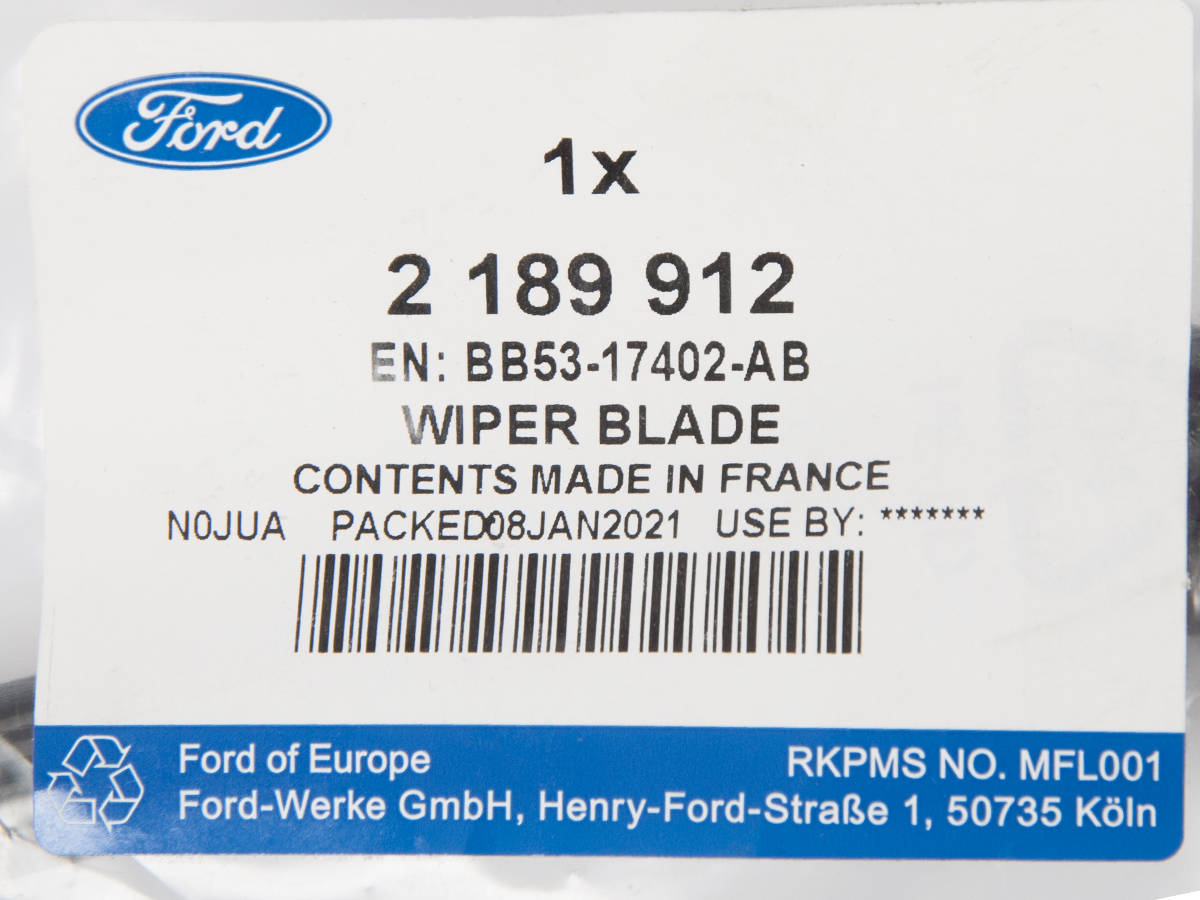 Ford
1x
2 189 912
EN: BB53-17402-AB
WIPER BLADE
CONTENTS MADE IN FRANCE
N0JUA PACKED08JAN2021 USE BY: *******
Ford of Europe RKPMS NO. MFL001
Ford-Werke GmbH, Henry-Ford-Straße 1, 50735 Köln